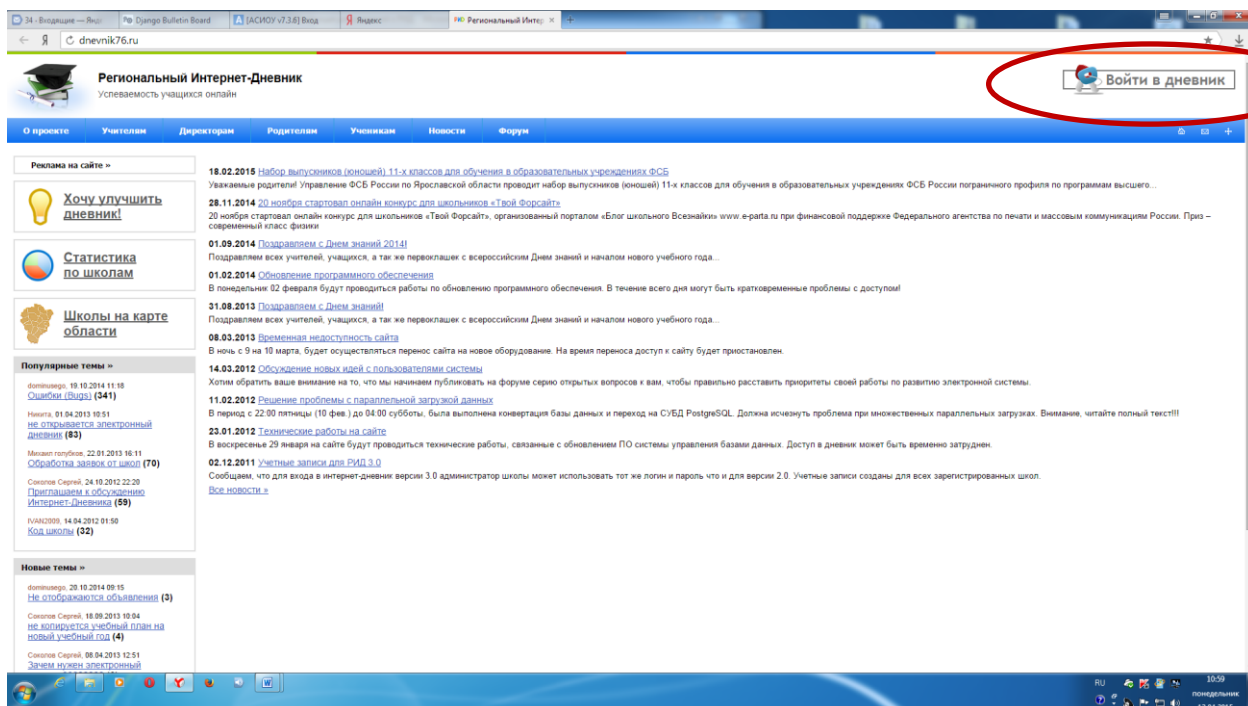 34 · Входящие — Янде
Django Bulletin Board
[АСИОУ v7.3.6] Вход
Яндекс
Региональный Интер
dnevnik76.ru
Региональный Интернет-Дневник
Успеваемость учащихся онлайн
Войти в дневник
О проекте Учителям Директорам Родителям Ученикам Новости Форум
Реклама на сайте »
Хочу улучшить
дневник!
Статистика
по школам
Школы на карте
области
Популярные темы »
dominusego, 19.10.2014 11:18
Ошибки (Bugs) (341)
Никита, 01.04.2013 10:51
не открывается электронный
дневник (83)
Михаил голубков, 22.01.2013 16:11
Обработка заявок от школ (70)
Соколов Сергей, 24.10.2012 22:20
Приглашаем к обсуждению
Интернет-Дневника (59)
IVAN2009, 14.04.2012 01:50
Код школы (32)
Новые темы »
dominusego, 20.10.2014 09:15
Не отображаются объявления (3)
Соколов Сергей, 18.09.2013 10:04
не копируется учебный план на
новый учебный год (4)
Соколов Сергей, 08.04.2013 12:51
Зачем нужен электронный
18.02.2015 Набор выпускников (юношей) 11-х классов для обучения в образовательных учреждениях ФСБ
Уважаемые родители! Управление ФСБ России по Ярославской области проводит набор выпускников (юношей) 11-х классов для обучения в образовательных учреждениях ФСБ России пограничного профиля по программам высшего...
28.11.2014 20 ноября стартовал онлайн конкурс для школьников «Твой Форсайт»
20 ноября стартовал онлайн конкурс для школьников «Твой Форсайт», организованный порталом «Блог школьного Всезнайки» www.e-parta.ru при финансовой поддержке Федерального агентства по печати и массовым коммуникациям России. Приз –
современный класс физики
01.09.2014 Поздравляем с Днем знаний 2014!
Поздравляем всех учителей, учащихся, а так же первоклашек с всероссийским Днем знаний и началом нового учебного года...
01.02.2014 Обновление программного обеспечения
В понедельник 02 февраля будут проводиться работы по обновлению программного обеспечения. В течение всего дня могут быть кратковременные проблемы с доступом!
31.08.2013 Поздравляем с Днем знаний!
Поздравляем всех учителей, учащихся, а так же первоклашек с всероссийским Днем знаний и началом нового учебного года...
08.03.2013 Временная недоступность сайта
В ночь с 9 на 10 марта, будет осуществляться перенос сайта на новое оборудование. На время переноса доступ к сайту будет приостановлен.
14.03.2012 Обсуждение новых идей с пользователями системы
Хотим обратить ваше внимание на то, что мы начинаем публиковать на форуме серию открытых вопросов к вам, чтобы правильно расставить приоритеты своей работы по развитию электронной системы.
11.02.2012 Решение проблемы с параллельной загрузкой данных
В период с 22:00 пятницы (10 фев.) до 04:00 субботы, была выполнена конвертация базы данных и переход на СУБД PostgreSQL. Должна исчезнуть проблема при множественных параллельных загрузках. Внимание, читайте полный текст!!!
23.01.2012 Технические работы на сайте
В воскресенье 29 января на сайте будут проводиться технические работы, связанные с обновлением ПО системы управления базами данных. Доступ в дневник может быть временно затруднен.
02.12.2011 Учетные записи для РИД 3.0
Сообщаем, что для входа в интернет-дневник версии 3.0 администратор школы может использовать тот же логин и пароль что и для версии 2.0. Учетные записи созданы для всех зарегистрированных школ.
Все новости »
RU
10:59
понедельник